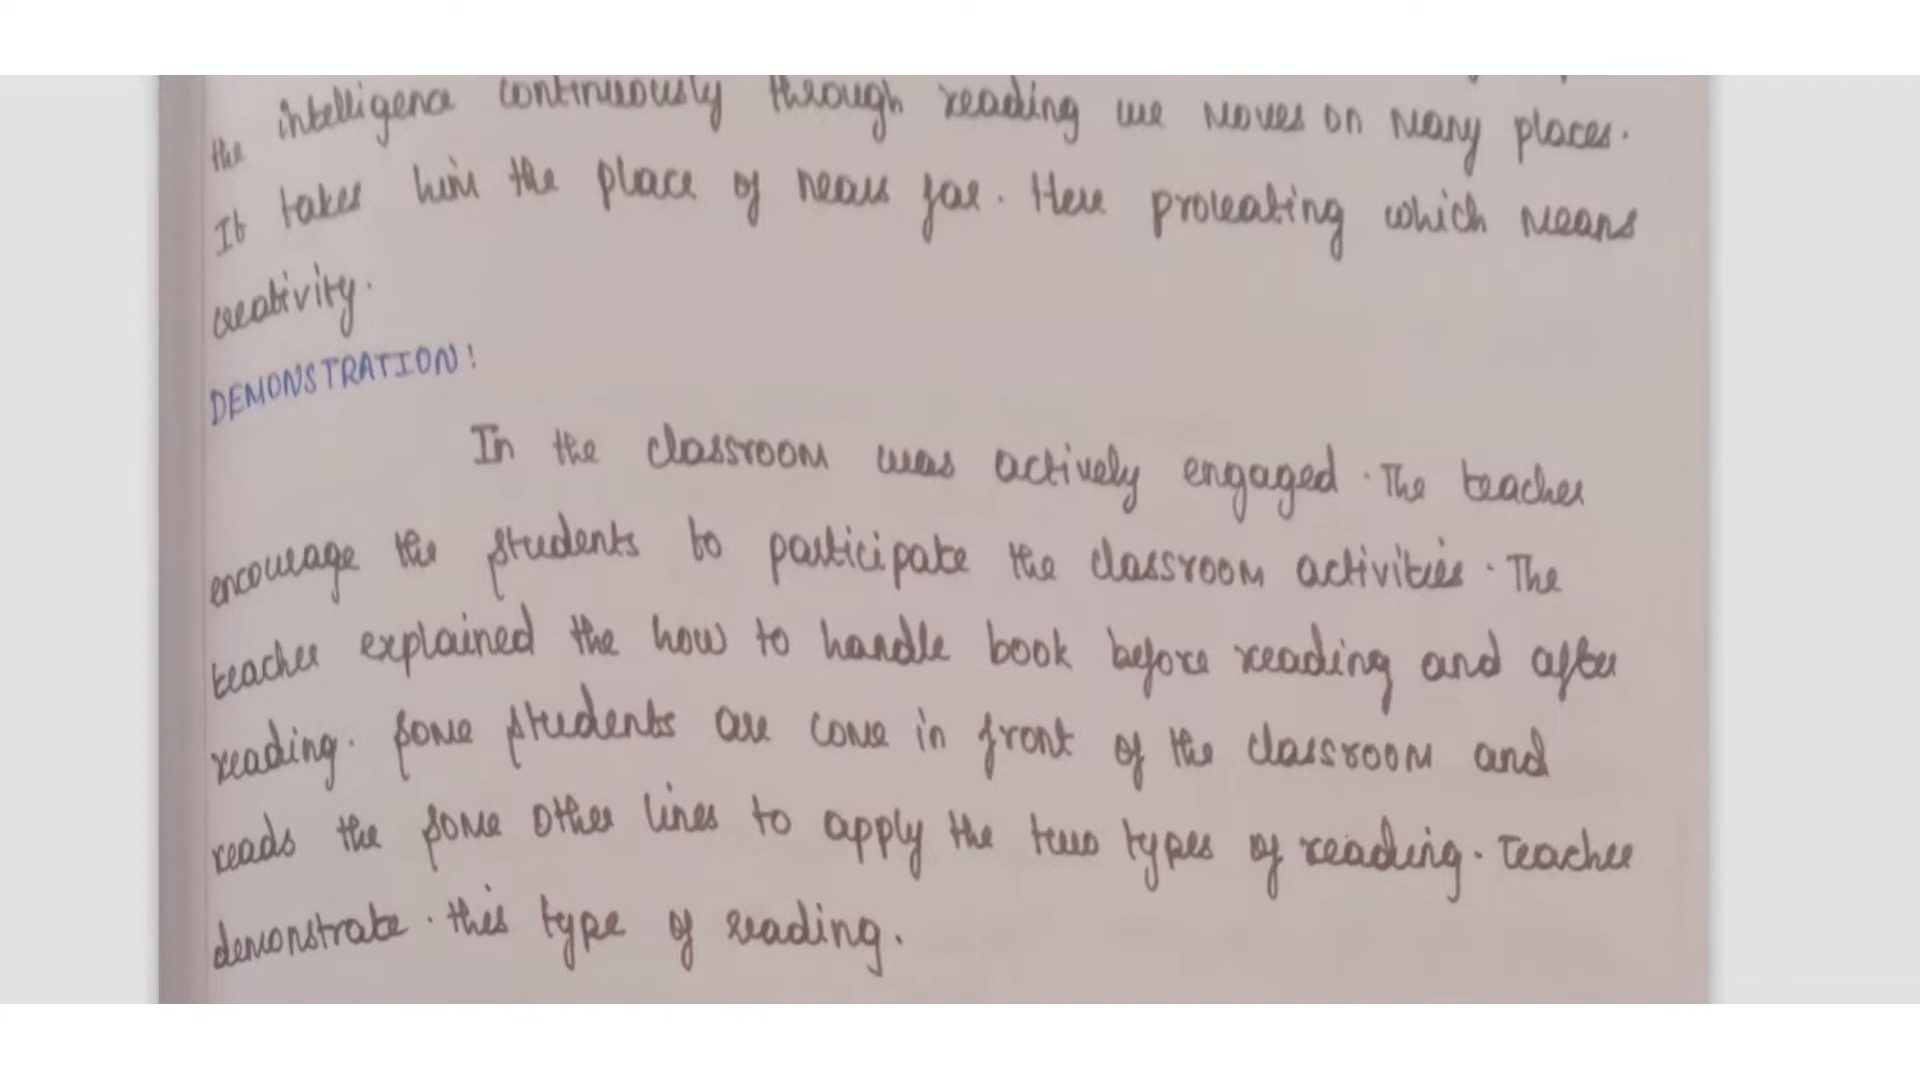 the intelligence continuously through reading we moves on many places.
It takes him the place of near far. Here procreating which means
creativity.
DEMONSTRATION:
In the classroom was actively engaged. The teacher
encourage the students to participate the classroom activities. The
teacher explained the how to handle book before reading and after
reading. Some students are come in front of the classroom and
reads the some other lines to apply the two types of reading. Teacher
demonstrate. this type of reading.